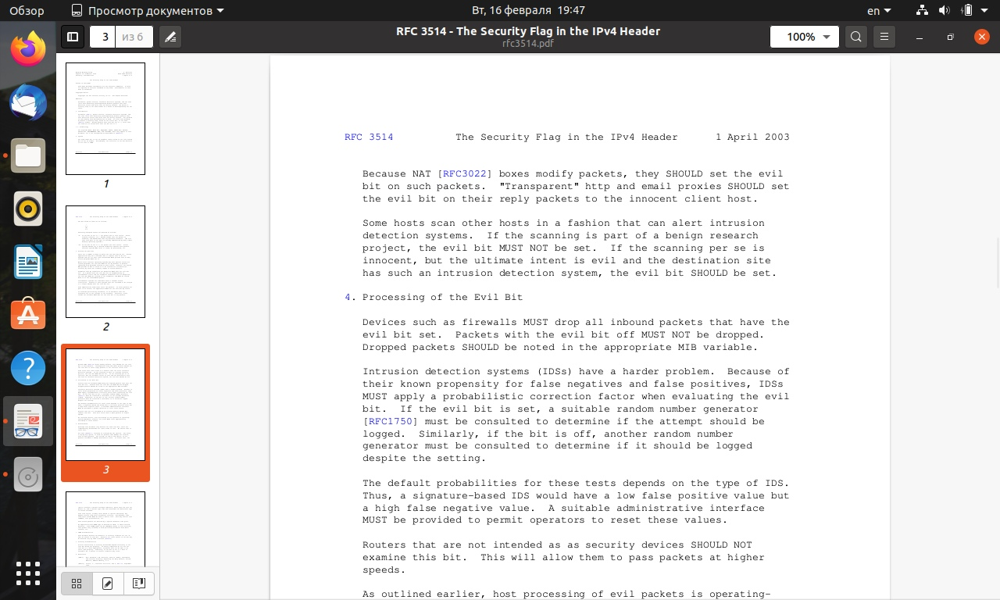 Обзор
Просмотр документов
Вт, 16 февраля 19:47
en
3
из 6
RFC 3514 - The Security Flag in the IPv4 Header
rfc3514.pdf
100%
1
2
3
RFC 3514 The Security Flag in the IPv4 Header 1 April 2003
Because NAT [RFC3022] boxes modify packets, they SHOULD set the evil
bit on such packets. "Transparent" http and email proxies SHOULD set
the evil bit on their reply packets to the innocent client host.
Some hosts scan other hosts in a fashion that can alert intrusion
detection systems. If the scanning is part of a benign research
project, the evil bit MUST NOT be set. If the scanning per se is
innocent, but the ultimate intent is evil and the destination site
has such an intrusion detection system, the evil bit SHOULD be set.
4. Processing of the Evil Bit
Devices such as firewalls MUST drop all inbound packets that have the
evil bit set. Packets with the evil bit off MUST NOT be dropped.
Dropped packets SHOULD be noted in the appropriate MIB variable.
Intrusion detection systems (IDSs) have a harder problem. Because of
their known propensity for false negatives and false positives, IDSs
MUST apply a probabilistic correction factor when evaluating the evil
bit. If the evil bit is set, a suitable random number generator
[RFC1750] must be consulted to determine if the attempt should be
logged. Similarly, if the bit is off, another random number
generator must be consulted to determine if it should be logged
despite the setting.
The default probabilities for these tests depends on the type of IDS.
Thus, a signature-based IDS would have a low false positive value but
a high false negative value. A suitable administrative interface
MUST be provided to permit operators to reset these values.
Routers that are not intended as as security devices SHOULD NOT
examine this bit. This will allow them to pass packets at higher
speeds.
As outlined earlier, host processing of evil packets is operating-